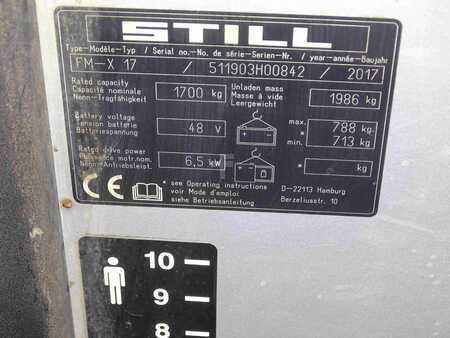 STILL
Type-Modèle-Typ / Serial no.-No. de série-Serien-Nr. / year-année-Baujahr
FM-X 17 / 511903H00842 / 2017
Rated capacity
Capacité nominale
Nenn-Tragfähigkeit
1700 kg
Unladen mass
Masse à vide
Leergewicht
1986 kg
Battery voltage
Tension batterie
Batteriespannung
48 V
max. 788 kg
* min. 713 kg
Rated drive power
Puissance motr.nom.
Nenn-Antriebsleist.
6,5 kW
* kg
CE
* see Operating instructions
voir Mode d'emploi
siehe Betriebsanleitung
D-22113 Hamburg
Berzeliusstr. 10
10
9
8